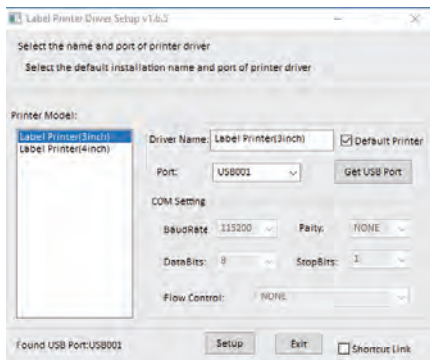 Label Printer Driver Setup v1.6.5
Select the name and port of printer driver
Select the default installation name and port of printer driver
Printer Model:
Label Printer(3inch)
Label Printer(4inch)
Driver Name: Label Printer(3inch) Default Printer
Port: USB001 Get USB Port
COM Setting
BaudRate 115200 Parity: NONE
DataBits: 8 StopBits: 1
Flow Control: NONE
Found USB Port:USB001 Setup Exit Shortcut Link